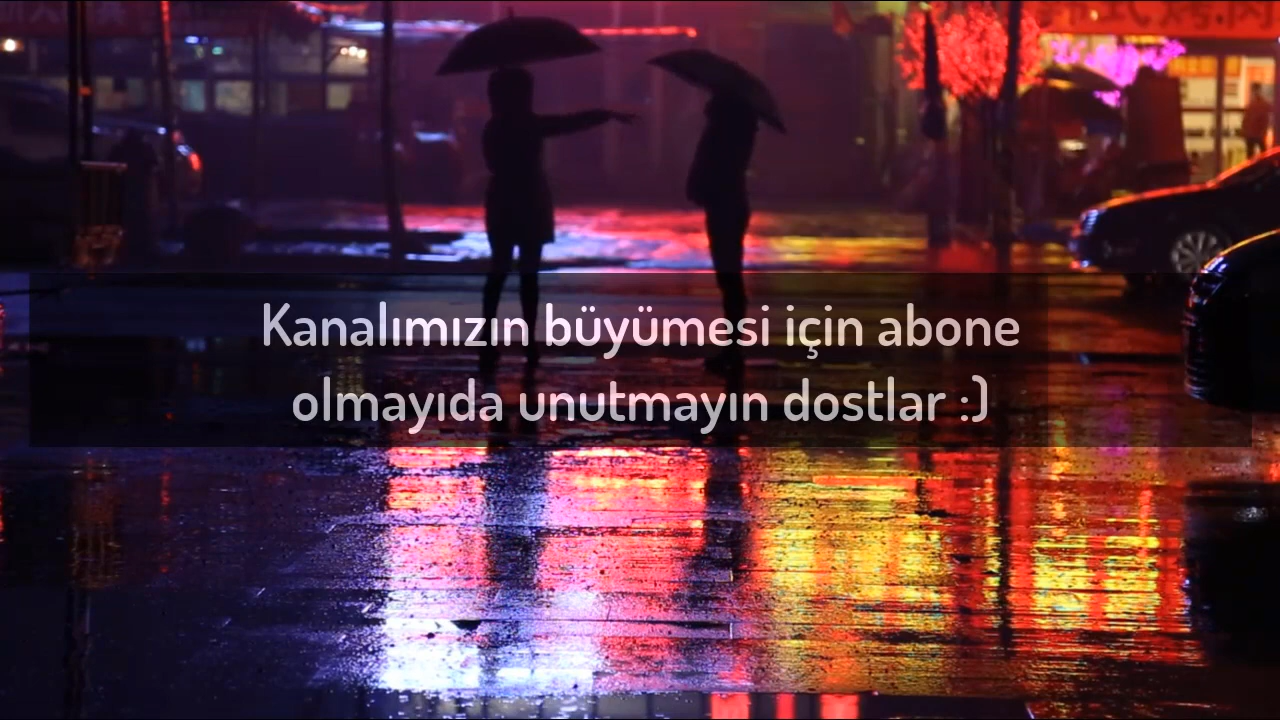 Kanalımızın büyümesi için abone
olmayıda unutmayın dostlar :)